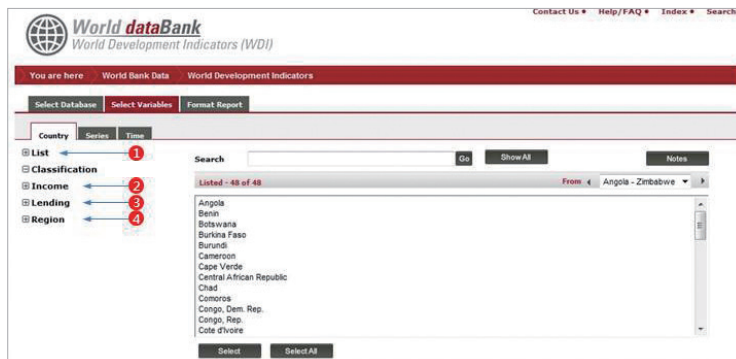 Contact Us Help/FAQ Index Search
World dataBank
World Development Indicators (WDI)
You are here World Bank Data World Development Indicators
Select Database Select Variables Format Report
Country Series Time
List 1
Classification
Income 2
Lending 3
Region 4
Search Go Show All Notes
Listed - 48 of 48 From Angola - Zimbabwe
Angola
Benin
Botswana
Burkina Faso
Burundi
Cameroon
Cape Verde
Central African Republic
Chad
Comoros
Congo, Dem. Rep.
Congo, Rep.
Cote d'Ivoire
Select Select All